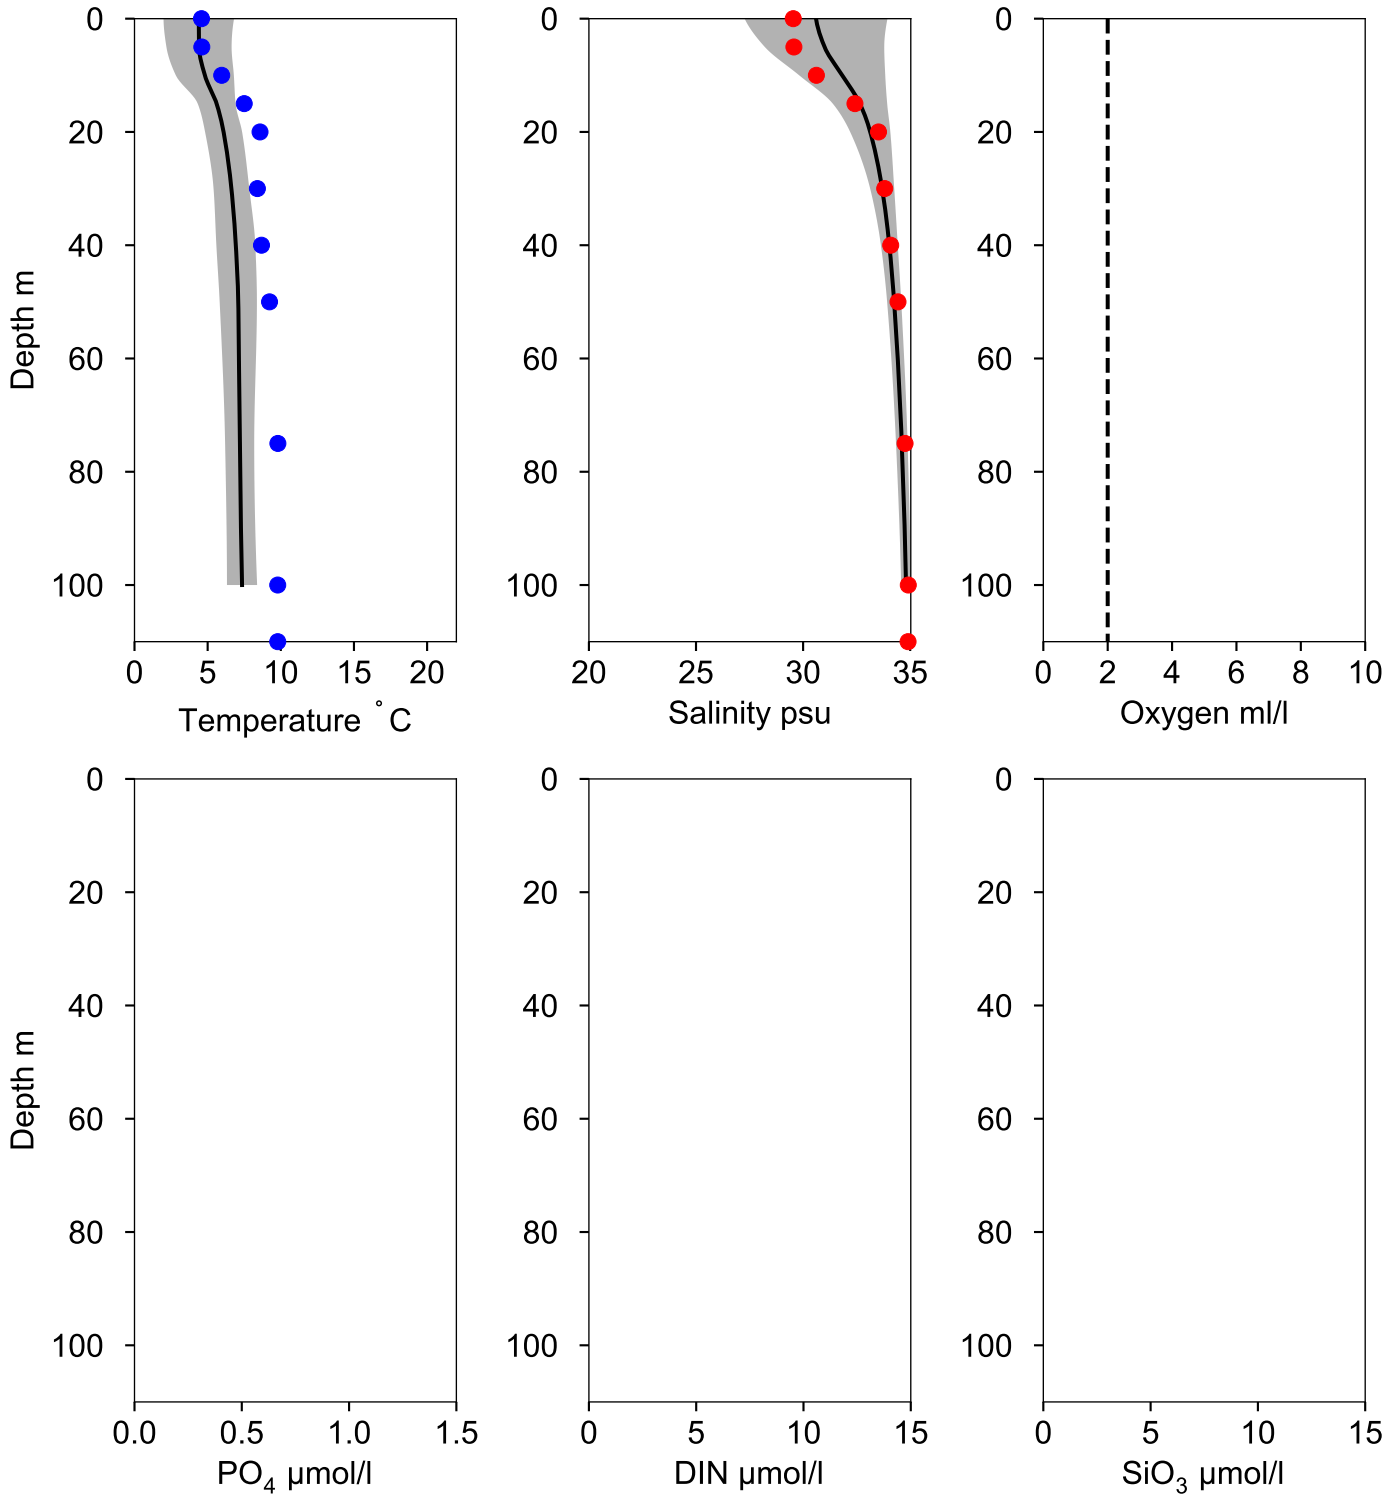 0 0 0
20 20 20
40 40 40
Depth m
60 60 60
80 80 80
100 100 100
0 5 10 15 20 20 25 30 35 0 2 4 6 8 10
Temperature °C Salinity psu Oxygen ml/l
0 0 0
20 20 20
40 40 40
Depth m
60 60 60
80 80 80
100 100 100
0.0 0.5 1.0 1.5 0 5 10 15 0 5 10 15
PO₄ µmol/l DIN µmol/l SiO₃ µmol/l